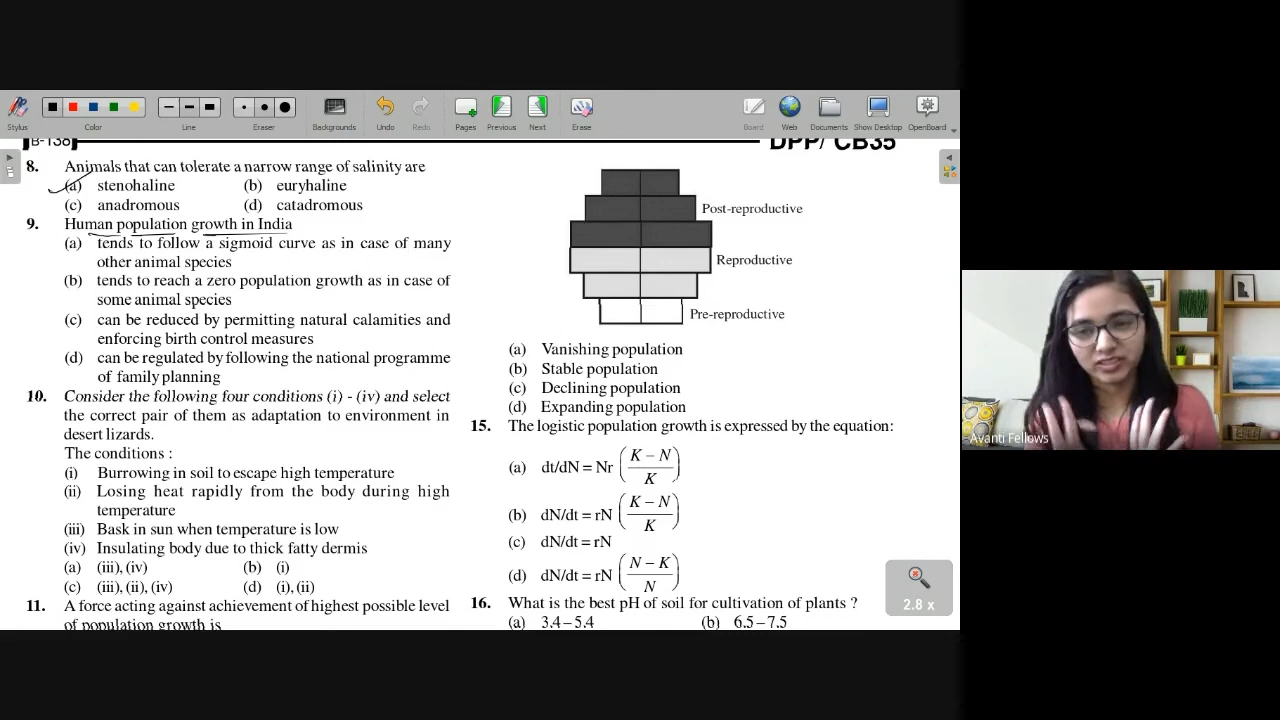 Stylus
Color
Line
Eraser
Backgrounds
Undo
Redo
Pages
Previous
Next
Erase
Board
Web
Documents
Show Desktop
OpenBoard
B-138
DPP/ CB35
8. Animals that can tolerate a narrow range of salinity are
(a) stenohaline (b) euryhaline
(c) anadromous (d) catadromous
9. Human population growth in India
(a) tends to follow a sigmoid curve as in case of many
other animal species
(b) tends to reach a zero population growth as in case of
some animal species
(c) can be reduced by permitting natural calamities and
enforcing birth control measures
(d) can be regulated by following the national programme
of family planning
10. Consider the following four conditions (i) - (iv) and select
the correct pair of them as adaptation to environment in
desert lizards.
The conditions :
(i) Burrowing in soil to escape high temperature
(ii) Losing heat rapidly from the body during high
temperature
(iii) Bask in sun when temperature is low
(iv) Insulating body due to thick fatty dermis
(a) (iii), (iv) (b) (i)
(c) (iii), (ii), (iv) (d) (i), (ii)
11. A force acting against achievement of highest possible level
of population growth is
Post-reproductive
Reproductive
Pre-reproductive
(a) Vanishing population
(b) Stable population
(c) Declining population
(d) Expanding population
15. The logistic population growth is expressed by the equation:
(a) dt/dN = Nr (K – N / K)
(b) dN/dt = rN (K – N / K)
(c) dN/dt = rN
(d) dN/dt = rN (N – K / N)
16. What is the best pH of soil for cultivation of plants ?
(a) 3.4 – 5.4 (b) 6.5 – 7.5
2.8 x
Avanti Fellows